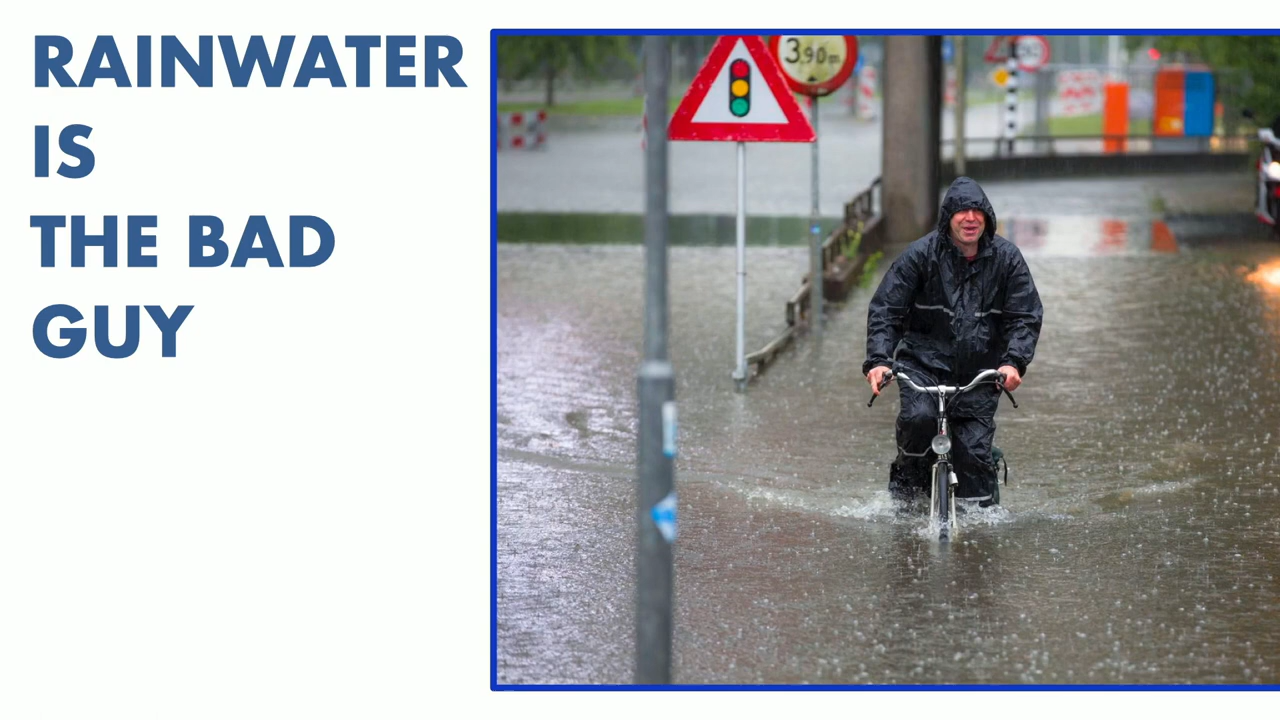 RAINWATER
IS
THE BAD
GUY
3.90m